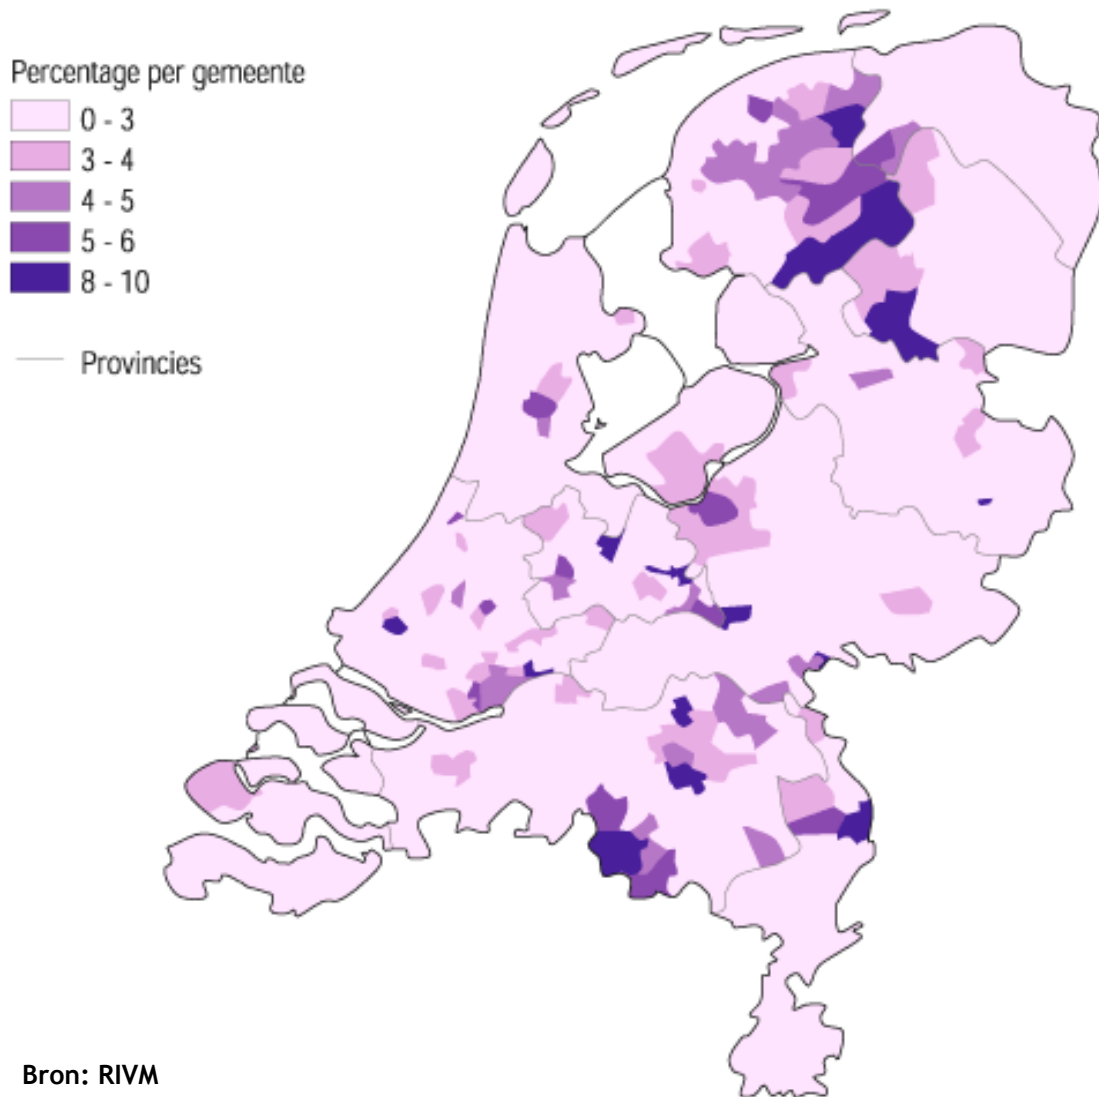 Percentage per gemeente
0 - 3
3 - 4
4 - 5
5 - 6
8 - 10
Provincies
Bron: RIVM